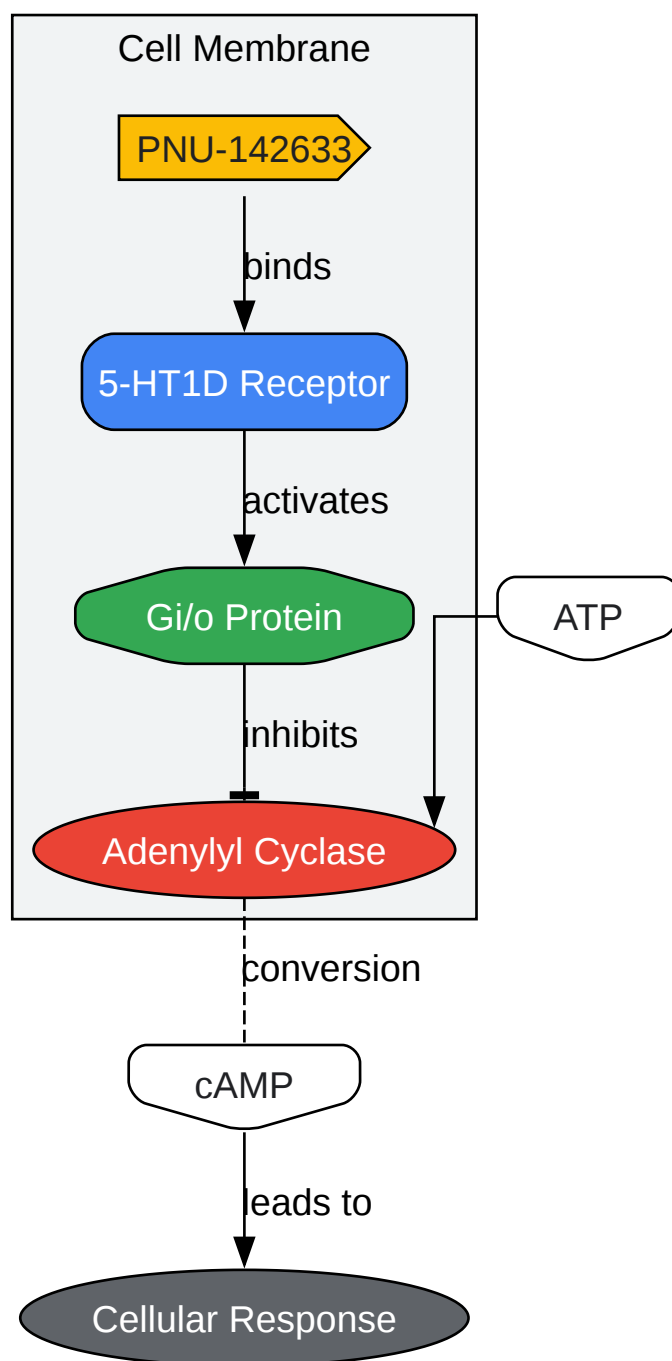 Cell Membrane
PNU-142633
binds
5-HT1D Receptor
activates
Gi/o Protein
ATP
inhibits
Adenylyl Cyclase
conversion
cAMP
leads to
Cellular Response